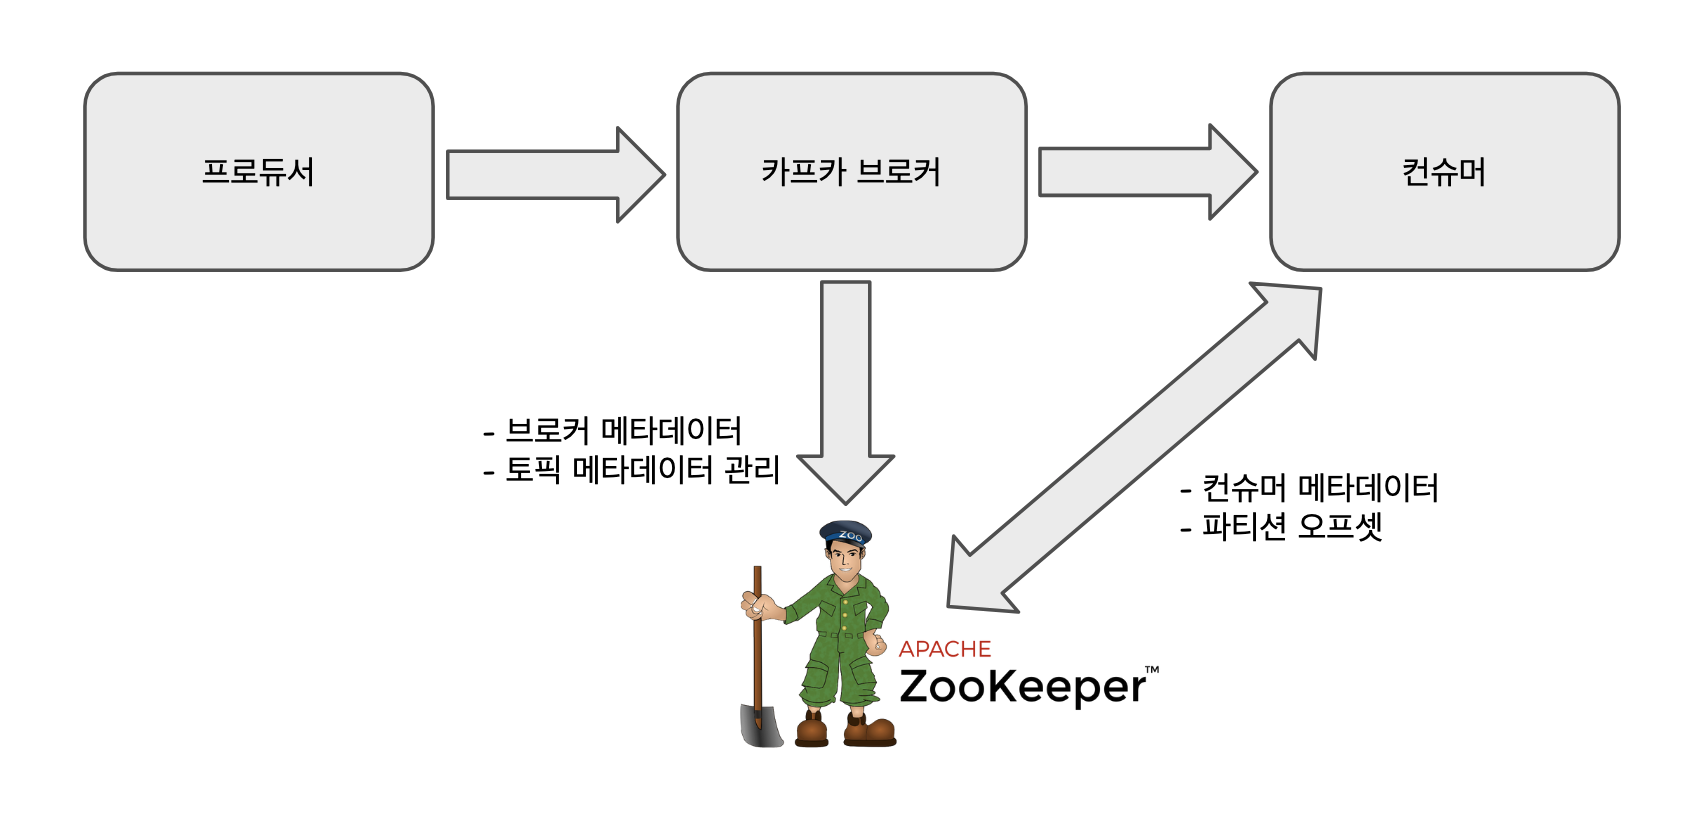 프로듀서
카프카 브로커
컨슈머
- 브로커 메타데이터
- 토픽 메타데이터 관리
- 컨슈머 메타데이터
- 파티션 오프셋
ZOO
APACHE
ZooKeeper™